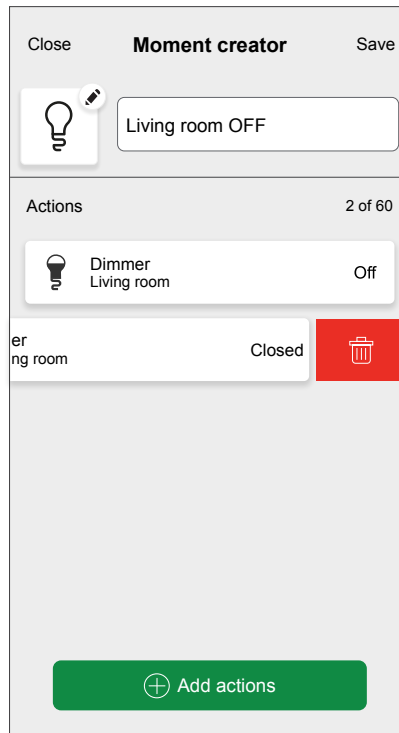 Close Moment creator Save
Living room OFF
Actions 2 of 60
Dimmer
Living room
Off
er
ng room
Closed
Add actions